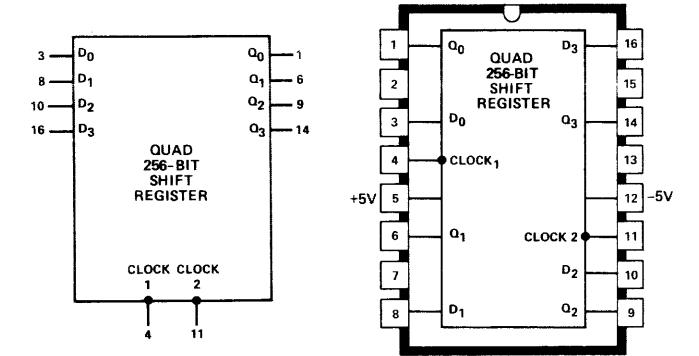 3 D0 Q0 1
8 D1 Q1 6
10 D2 Q2 9
16 D3 Q3 14
QUAD
256-BIT
SHIFT
REGISTER
CLOCK CLOCK
1 2
4 11
1 Q0 D3 16
QUAD
256-BIT
SHIFT
REGISTER
2 15
3 D0 Q3 14
4 CLOCK1 13
+5V 5 12 -5V
6 Q1 CLOCK 2 11
7 D2 10
8 D1 Q2 9